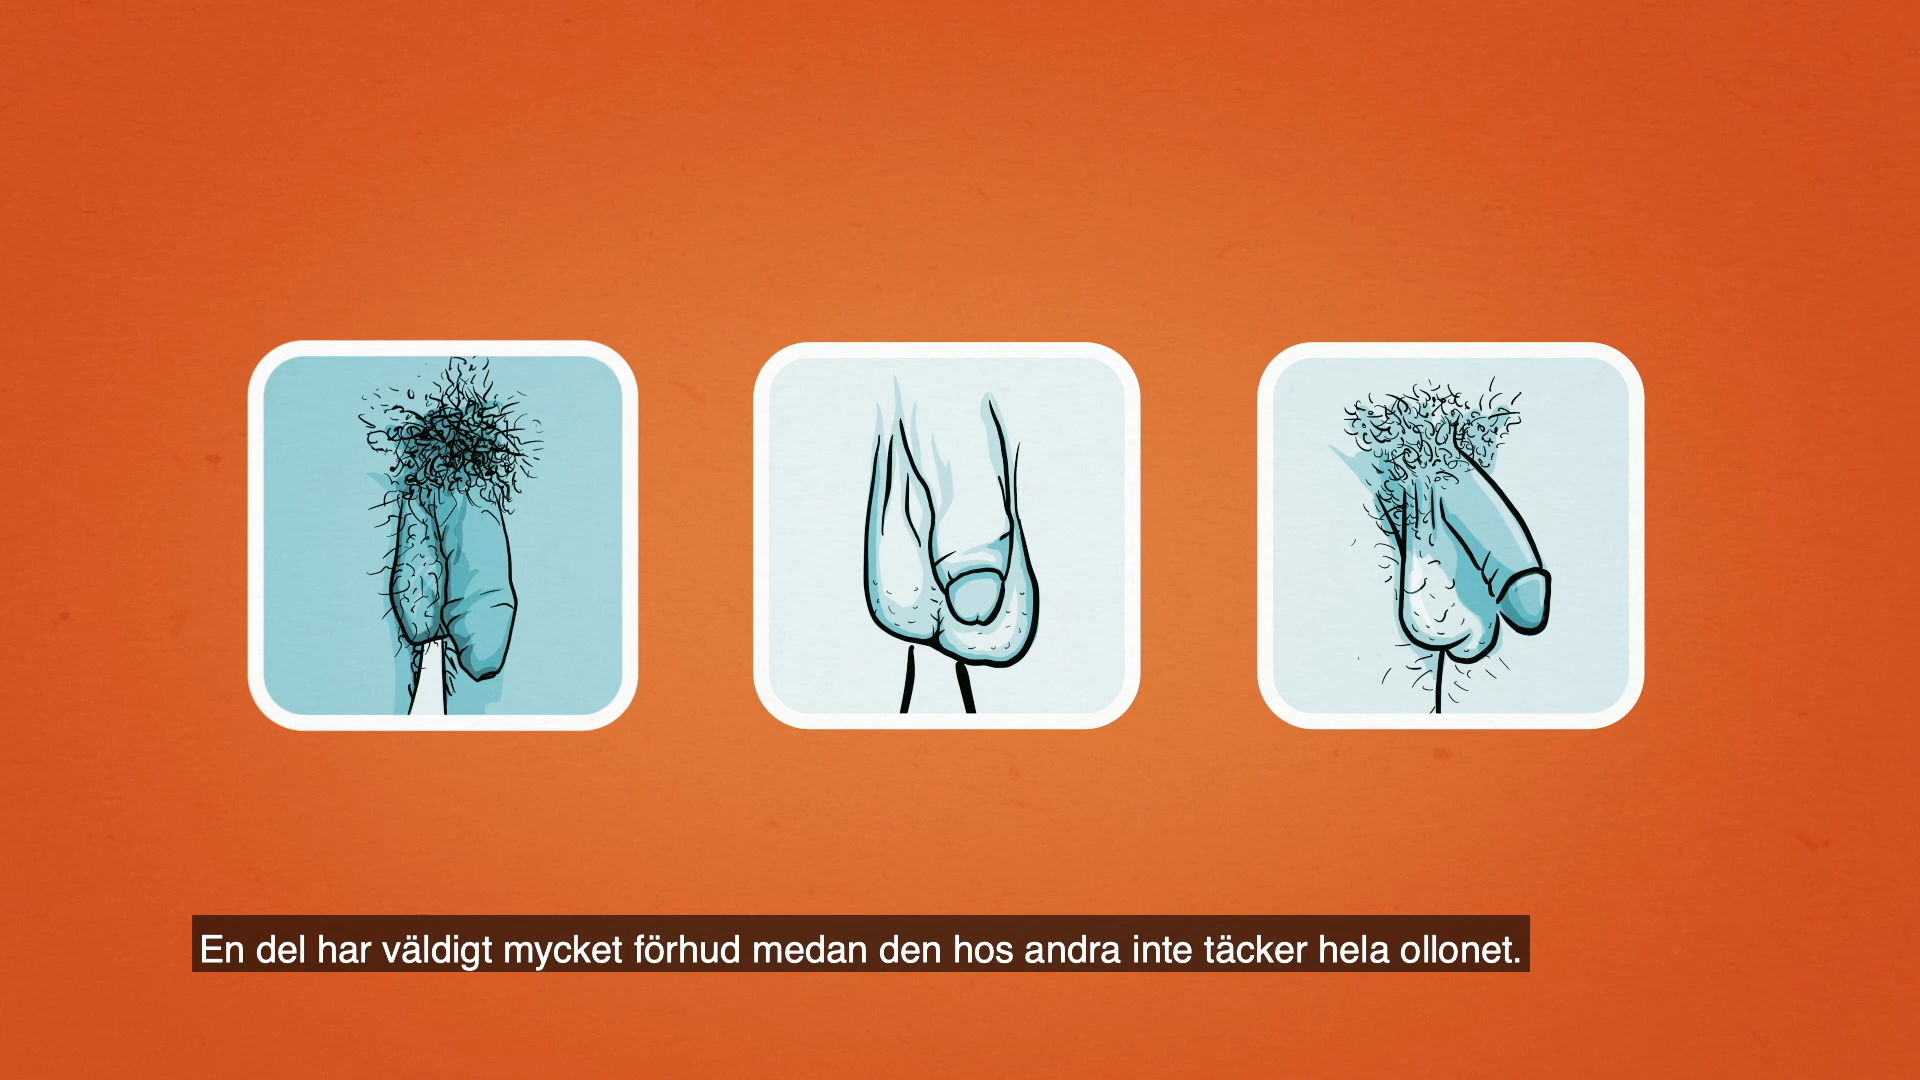 En del har väldigt mycket förhud medan den hos andra inte täcker hela ollonet.